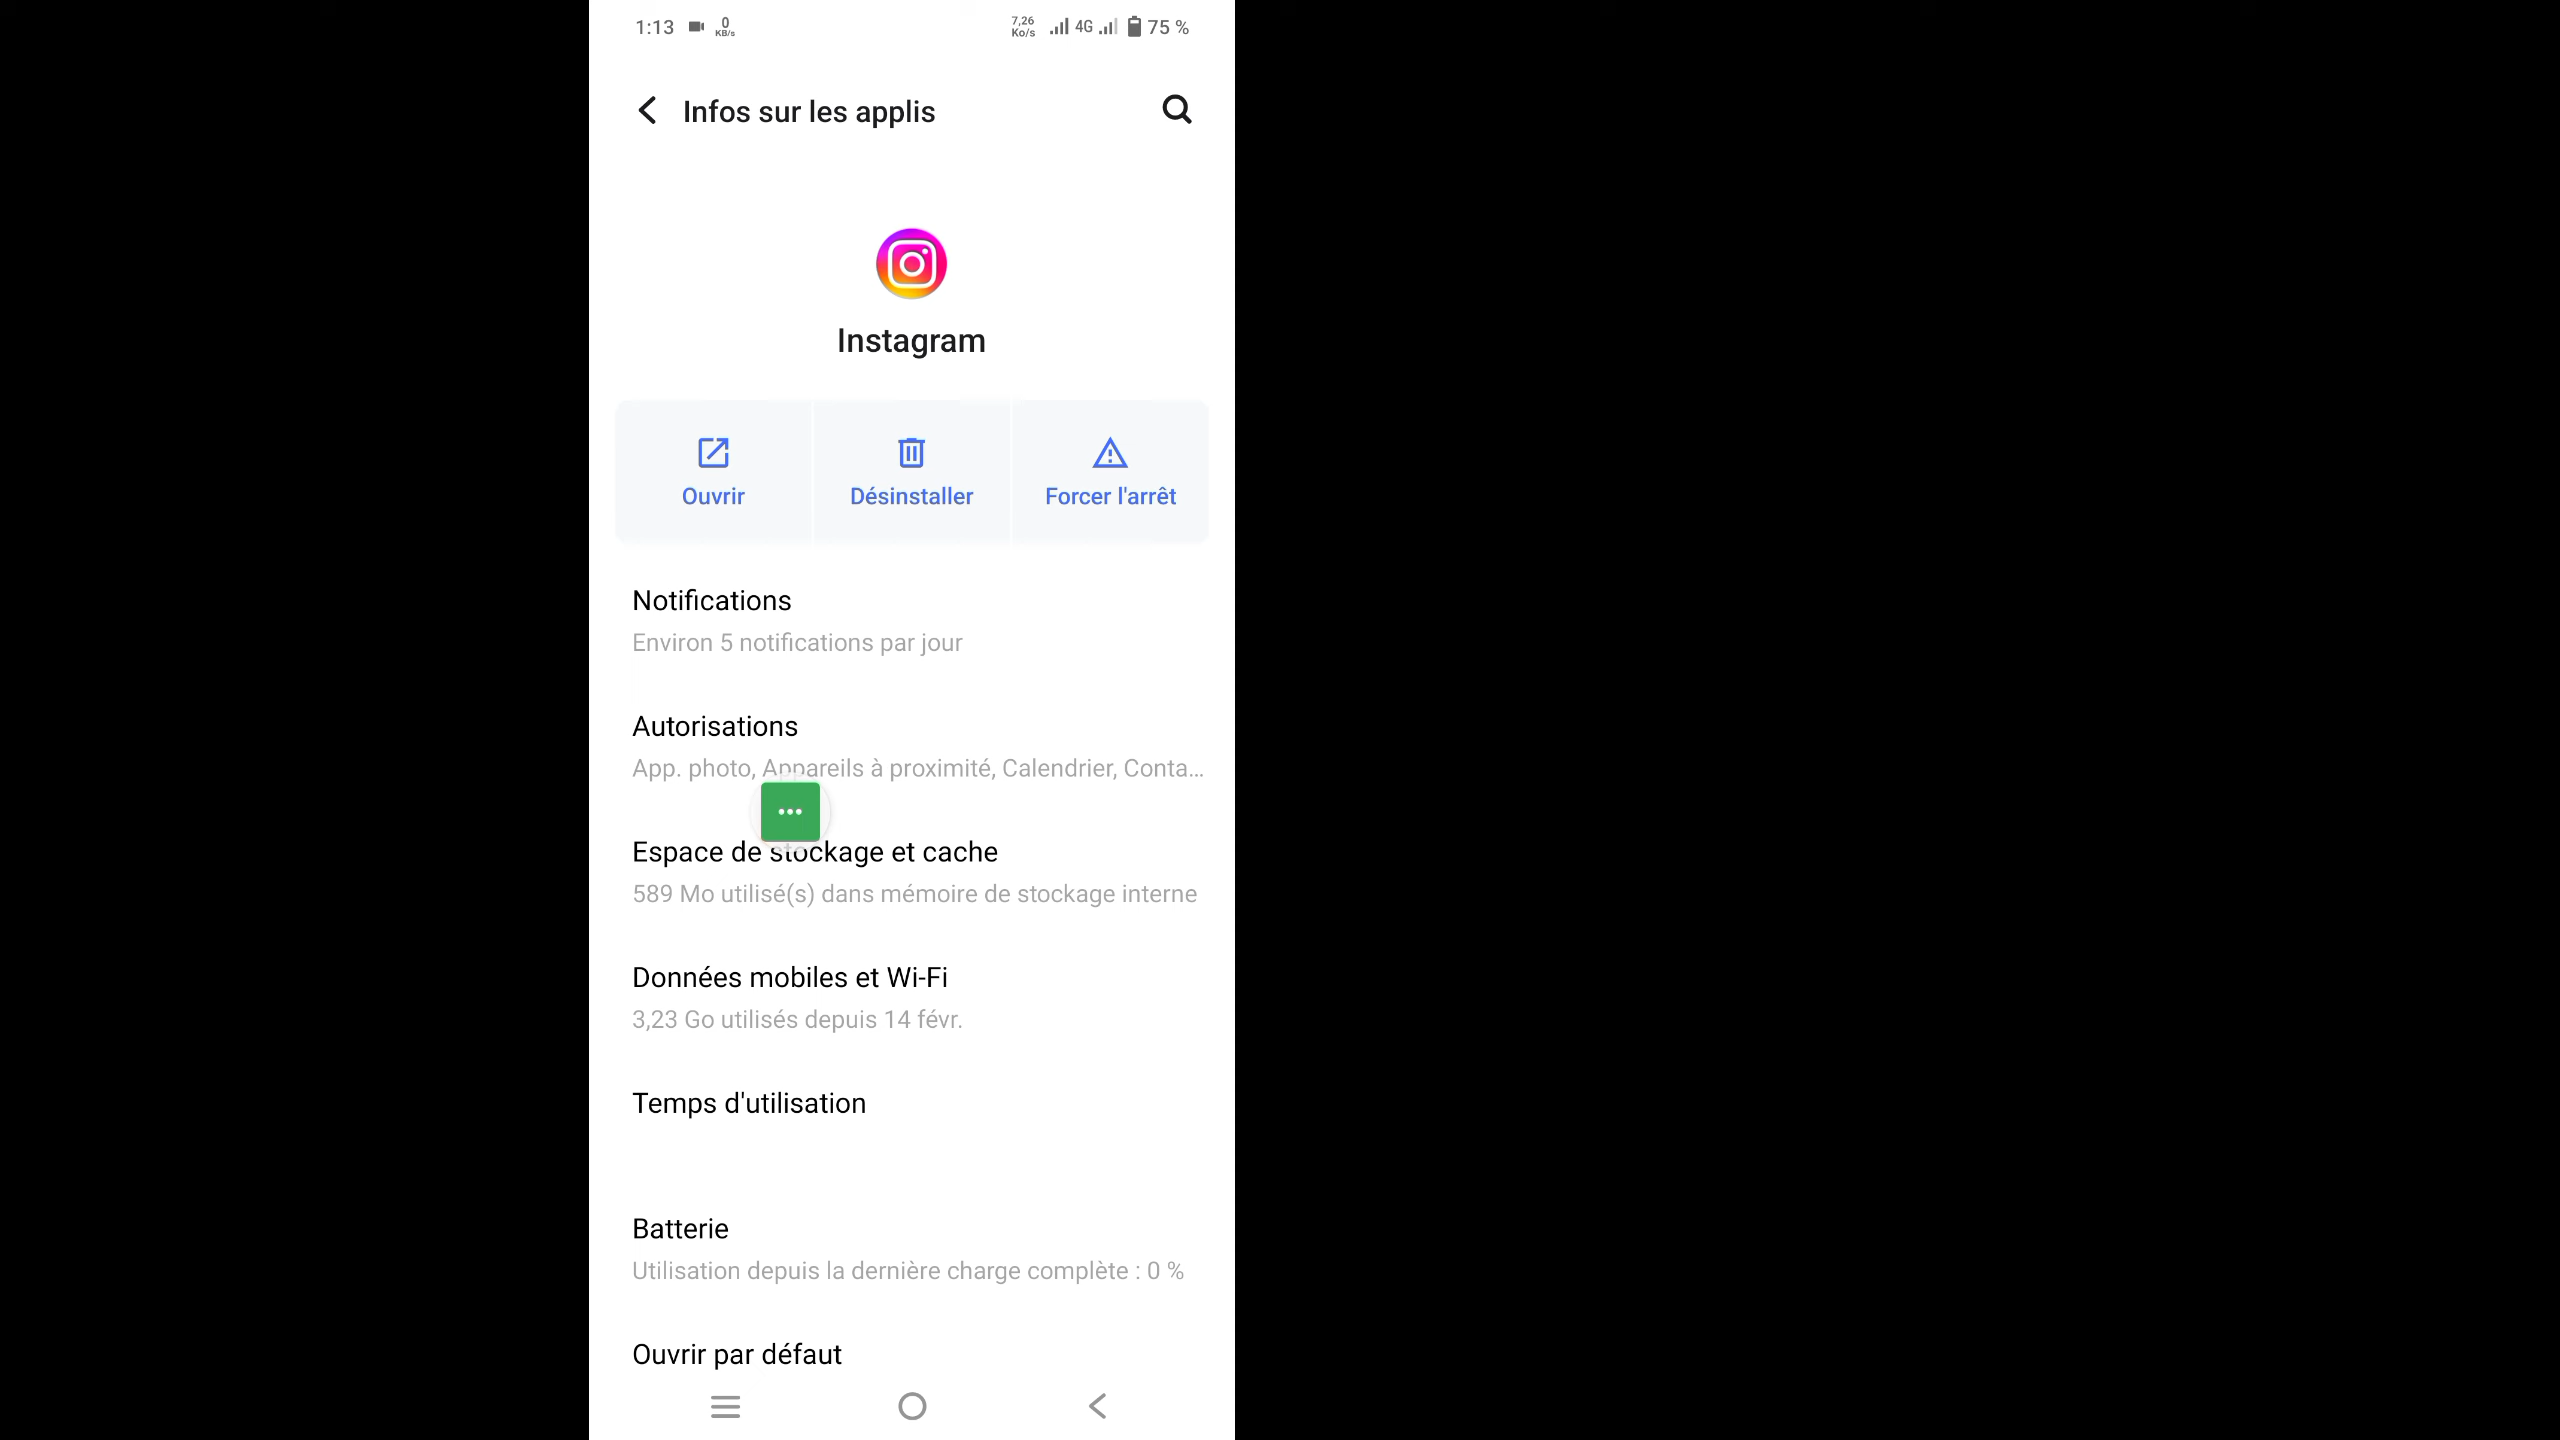 1:13 0 KB/s 7,26 Ko/s 4G 75 %
Infos sur les applis
Instagram
Ouvrir Désinstaller Forcer l'arrêt
Notifications
Environ 5 notifications par jour
Autorisations
App. photo, Appareils à proximité, Calendrier, Conta...
Espace de stockage et cache
589 Mo utilisé(s) dans mémoire de stockage interne
Données mobiles et Wi-Fi
3,23 Go utilisés depuis 14 févr.
Temps d'utilisation
Batterie
Utilisation depuis la dernière charge complète : 0 %
Ouvrir par défaut